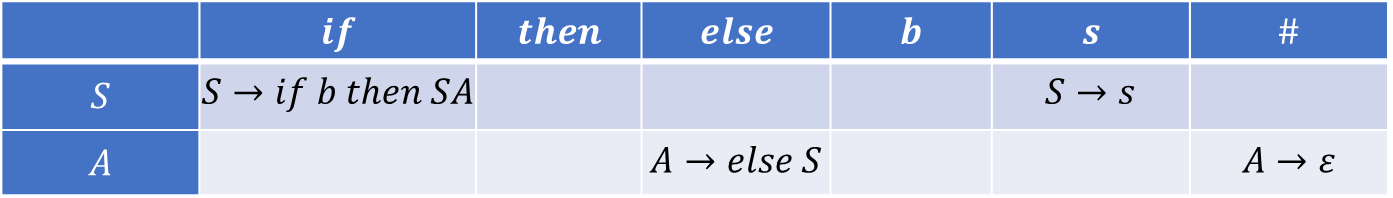 if then else b s #
S S → if b then SA S → s
A A → else S A → ε